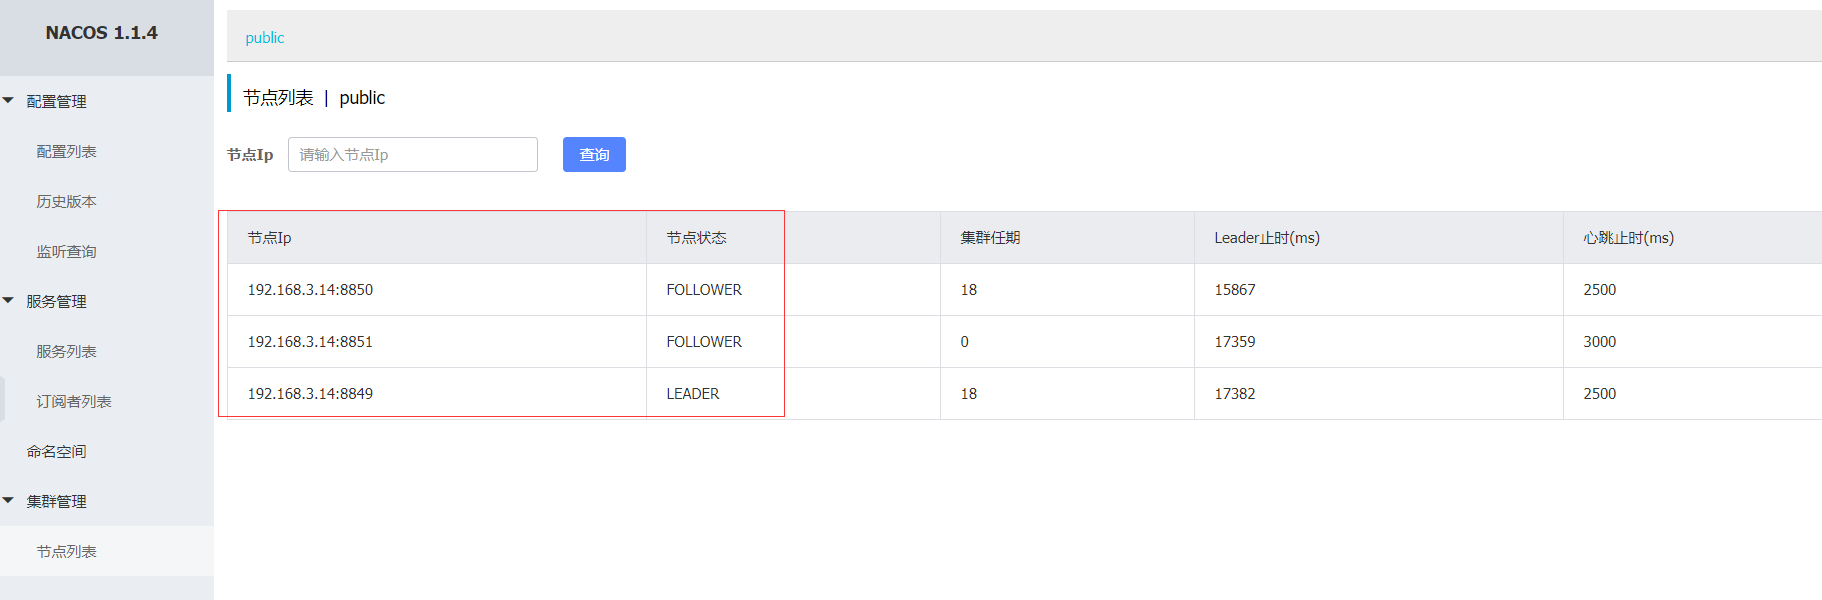 NACOS 1.1.4
配置管理
配置列表
历史版本
监听查询
服务管理
服务列表
订阅者列表
命名空间
集群管理
节点列表
public
节点列表 | public
节点Ip 请输入节点Ip 查询
节点Ip 节点状态 集群任期 Leader止时(ms) 心跳止时(ms)
192.168.3.14:8850 FOLLOWER 18 15867 2500
192.168.3.14:8851 FOLLOWER 0 17359 3000
192.168.3.14:8849 LEADER 18 17382 2500